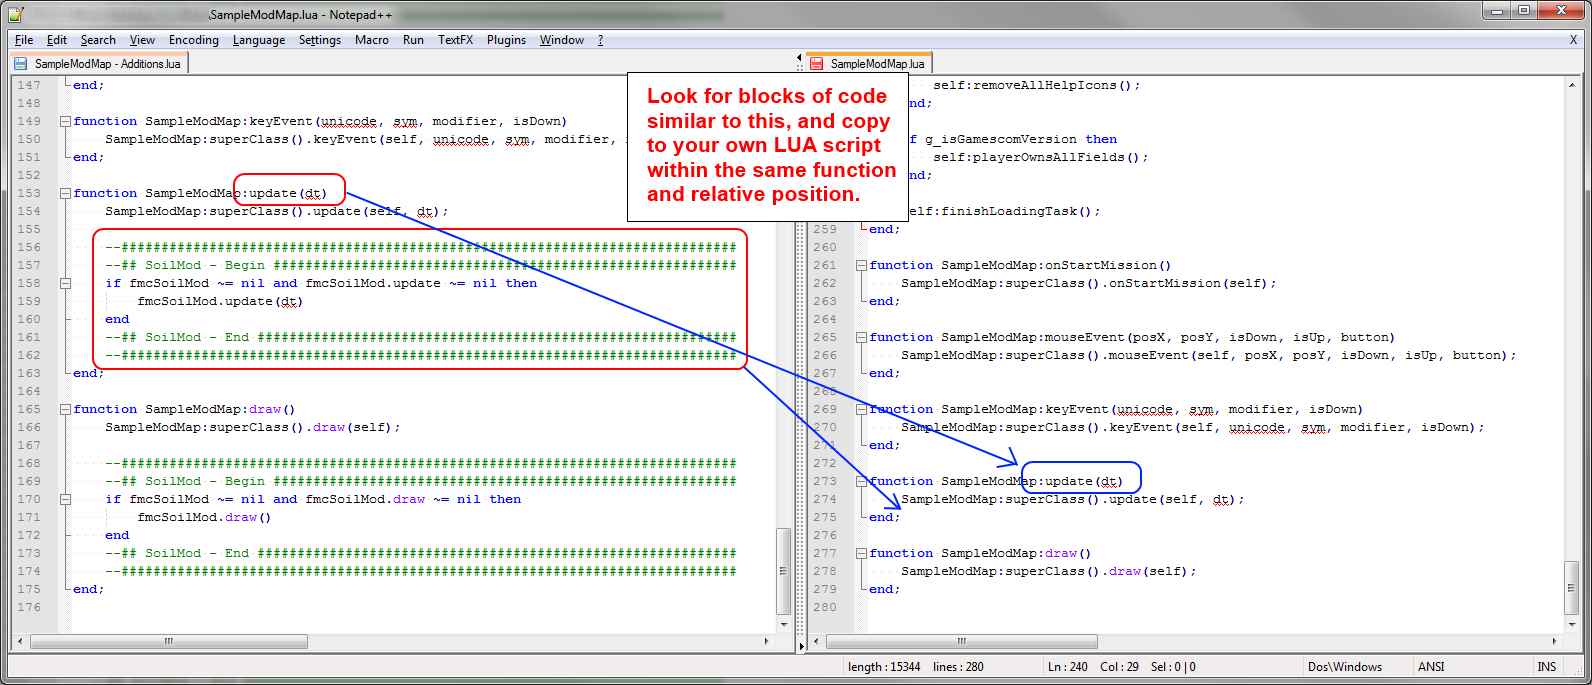 \SampleModMap.lua - Notepad++
File Edit Search View Encoding Language Settings Macro Run TextFX Plugins Window ? X
SampleModMap - Additions.lua
147 end;
148
149 function SampleModMap:keyEvent(unicode, sym, modifier, isDown)
150 SampleModMap:superClass().keyEvent(self, unicode, sym, modifier,
151 end;
152
153 function SampleModMap:update(dt)
154 SampleModMap:superClass().update(self, dt);
155
156 --#############################################################################
157 --## SoilMod - Begin ##########################################################
158 if fmcSoilMod ~= nil and fmcSoilMod.update ~= nil then
159 fmcSoilMod.update(dt)
160 end
161 --## SoilMod - End ############################################################
162 --#############################################################################
163 end;
164
165 function SampleModMap:draw()
166 SampleModMap:superClass().draw(self);
167
168 --#############################################################################
169 --## SoilMod - Begin ##########################################################
170 if fmcSoilMod ~= nil and fmcSoilMod.draw ~= nil then
171 fmcSoilMod.draw()
172 end
173 --## SoilMod - End ############################################################
174 --#############################################################################
175 end;
176
Look for blocks of code
similar to this, and copy
to your own LUA script
within the same function
and relative position.
SampleModMap.lua
self:removeAllHelpIcons();
nd;
f g_isGamescomVersion then
self:playerOwnsAllFields();
nd;
elf:finishLoadingTask();
259 end;
260
261 function SampleModMap:onStartMission()
262 SampleModMap:superClass().onStartMission(self);
263 end;
264
265 function SampleModMap:mouseEvent(posX, posY, isDown, isUp, button)
266 SampleModMap:superClass().mouseEvent(self, posX, posY, isDown, isUp, button);
267 end;
268
269 function SampleModMap:keyEvent(unicode, sym, modifier, isDown)
270 SampleModMap:superClass().keyEvent(self, unicode, sym, modifier, isDown);
271 end;
272
273 function SampleModMap:update(dt)
274 SampleModMap:superClass().update(self, dt);
275 end;
276
277 function SampleModMap:draw()
278 SampleModMap:superClass().draw(self);
279 end;
280
length : 15344 lines : 280 Ln : 240 Col : 29 Sel : 0 | 0 Dos\Windows ANSI INS